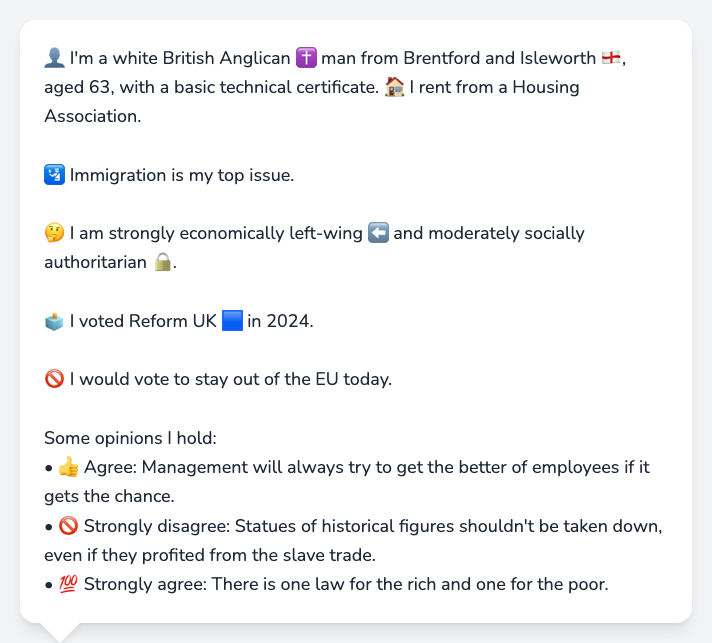 👤 I'm a white British Anglican ✝️ man from Brentford and Isleworth 🏴󠁧󠁢󠁥󠁮󠁧󠁿,
aged 63, with a basic technical certificate. 🏠 I rent from a Housing
Association.
🛂 Immigration is my top issue.
🤔 I am strongly economically left-wing ⬅️ and moderately socially
authoritarian 🔒.
🗳️ I voted Reform UK 🟦 in 2024.
🚫 I would vote to stay out of the EU today.
Some opinions I hold:
• 👍 Agree: Management will always try to get the better of employees if it
gets the chance.
• 🚫 Strongly disagree: Statues of historical figures shouldn't be taken down,
even if they profited from the slave trade.
• 💯 Strongly agree: There is one law for the rich and one for the poor.